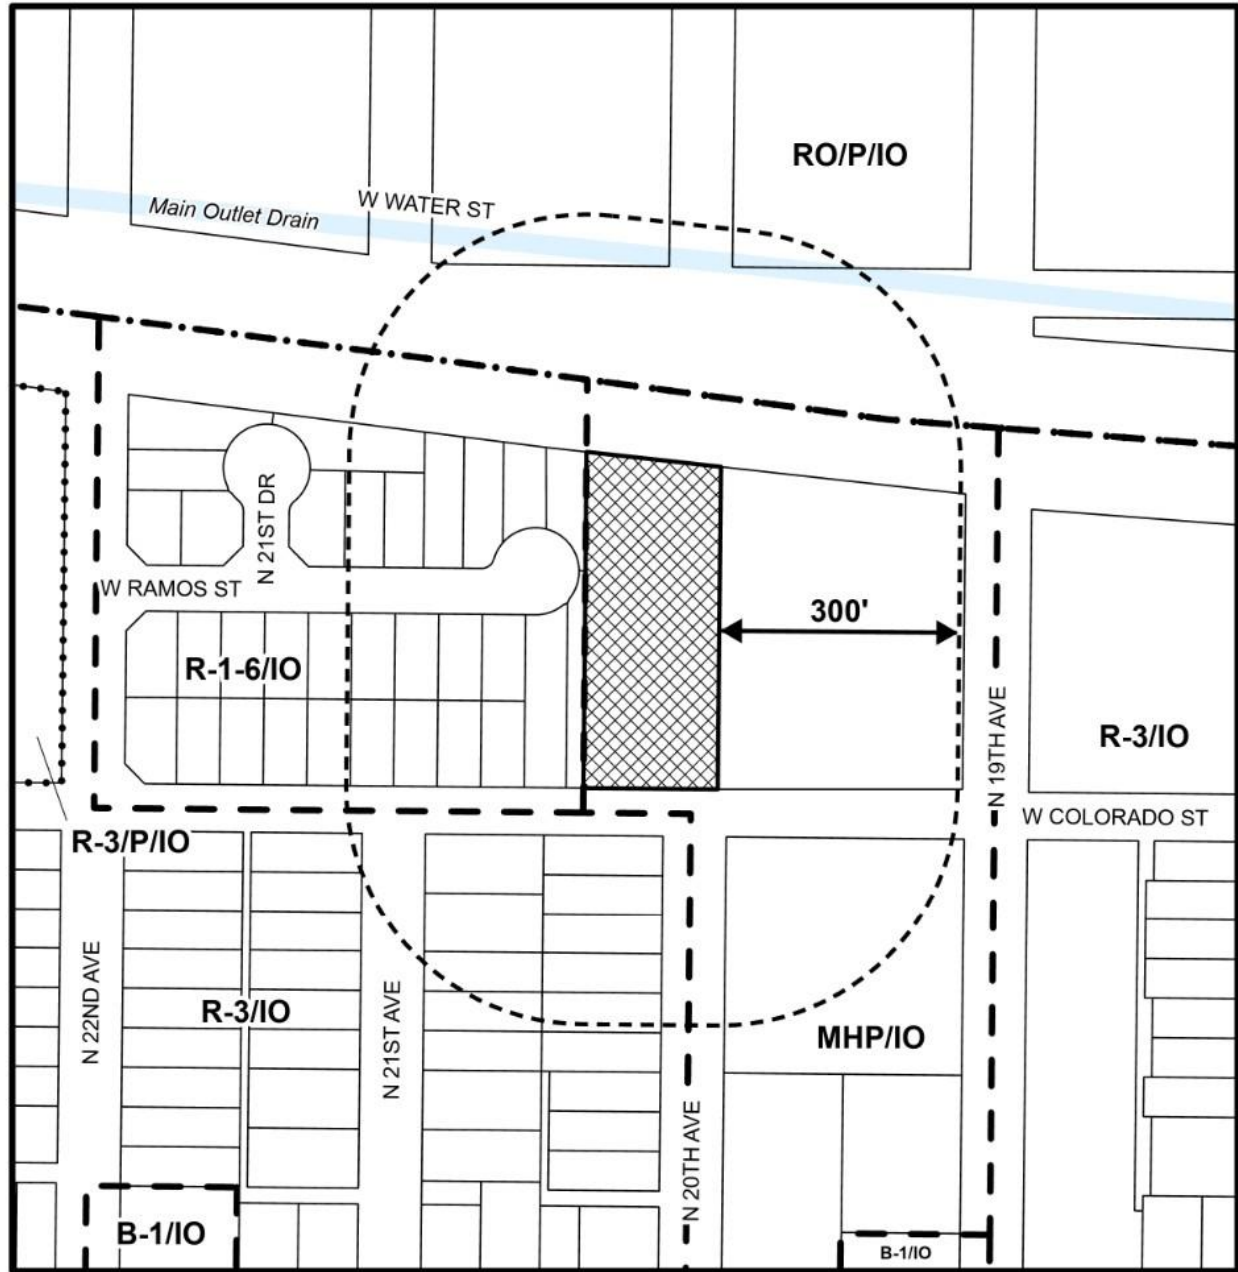 RO/P/IO
W WATER ST
Main Outlet Drain
N 21ST DR
W RAMOS ST
300'
R-1-6/IO
N 19TH AVE
R-3/IO
W COLORADO ST
R-3/P/IO
N 22ND AVE
R-3/IO
N 21ST AVE
MHP/IO
N 20TH AVE
B-1/IO
B-1/IO